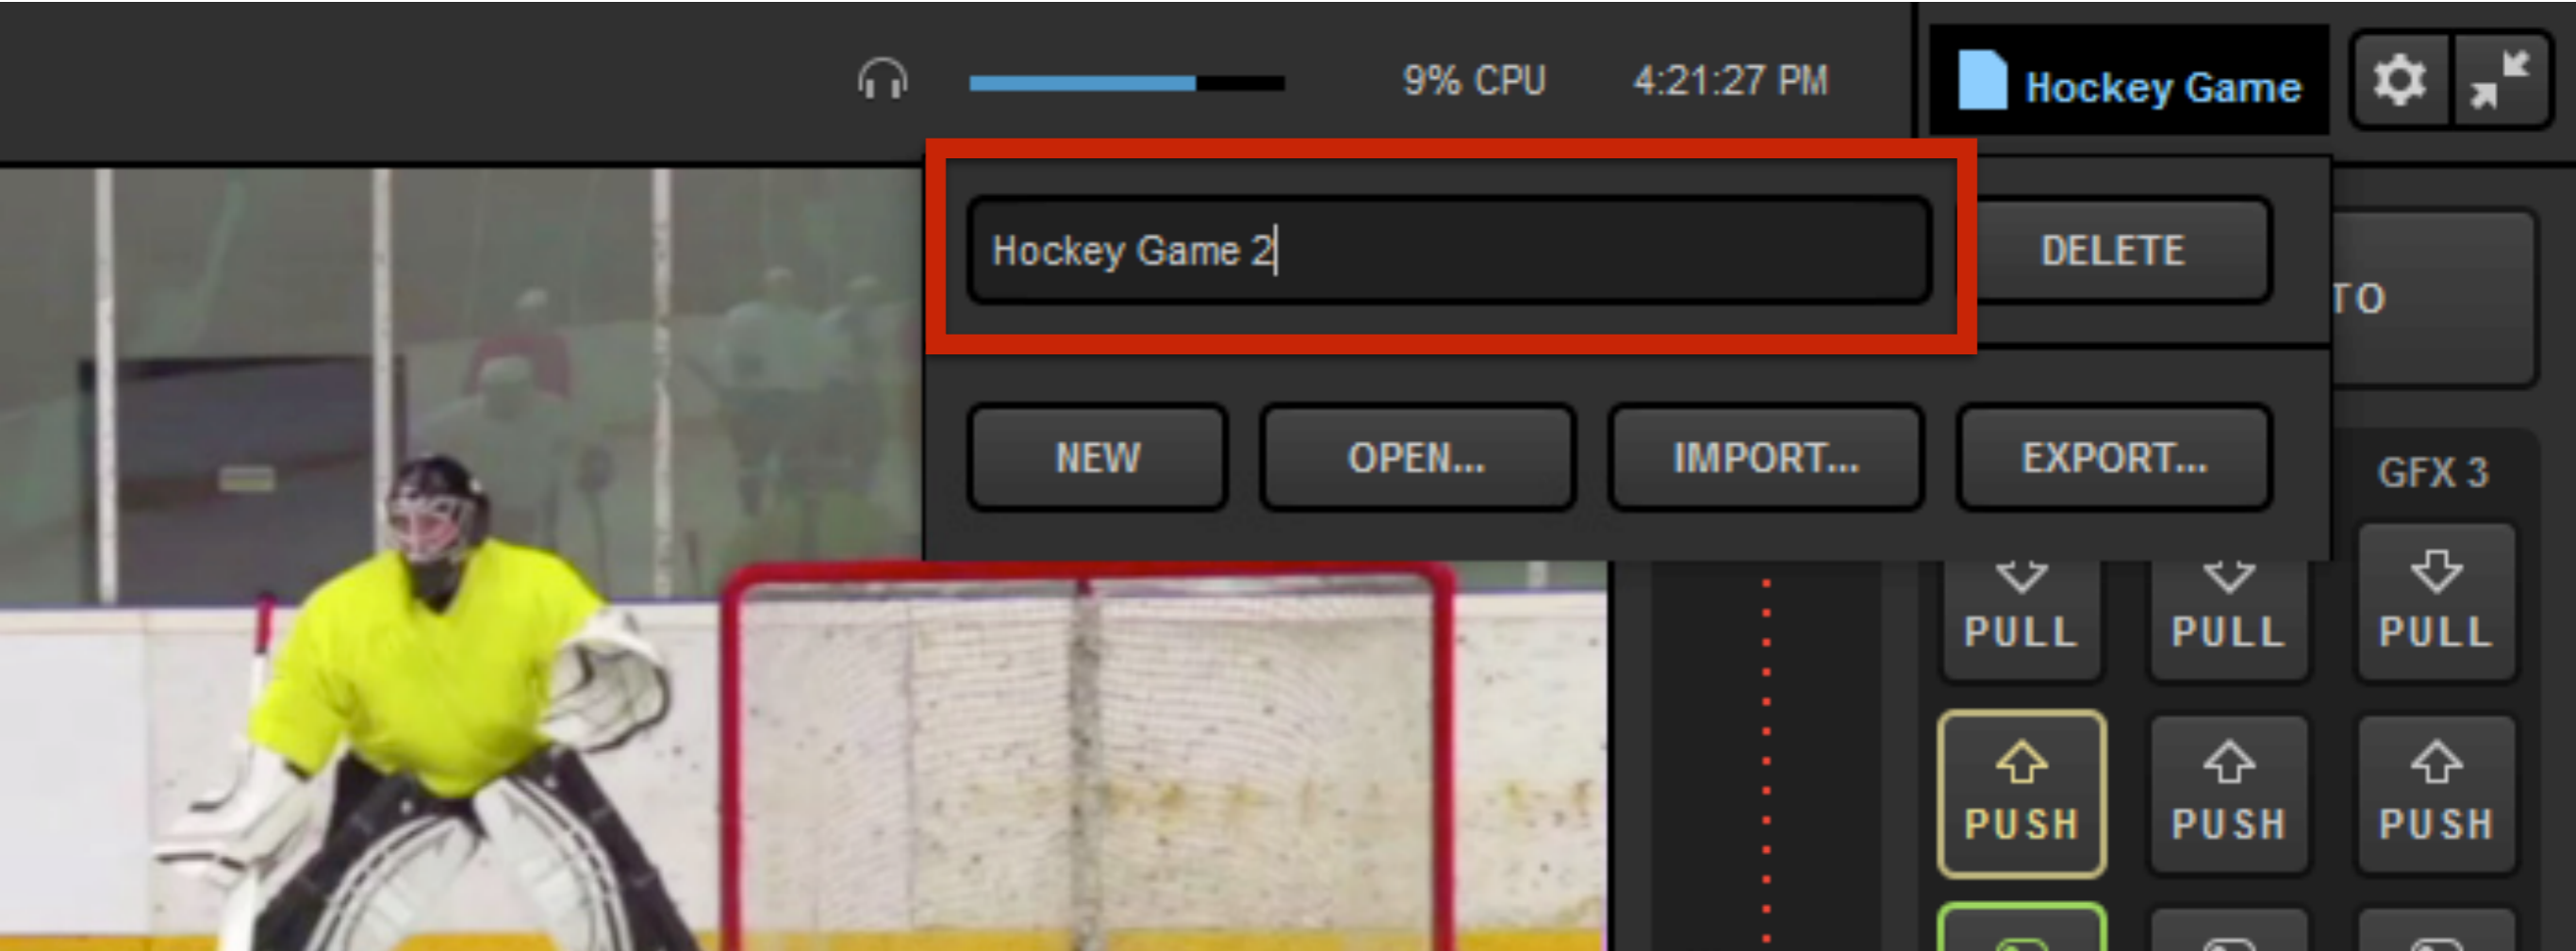 9% CPU 4:21:27 PM Hockey Game
Hockey Game 2 DELETE
TO
NEW OPEN... IMPORT... EXPORT...
GFX 3
PULL PULL PULL
PUSH PUSH PUSH